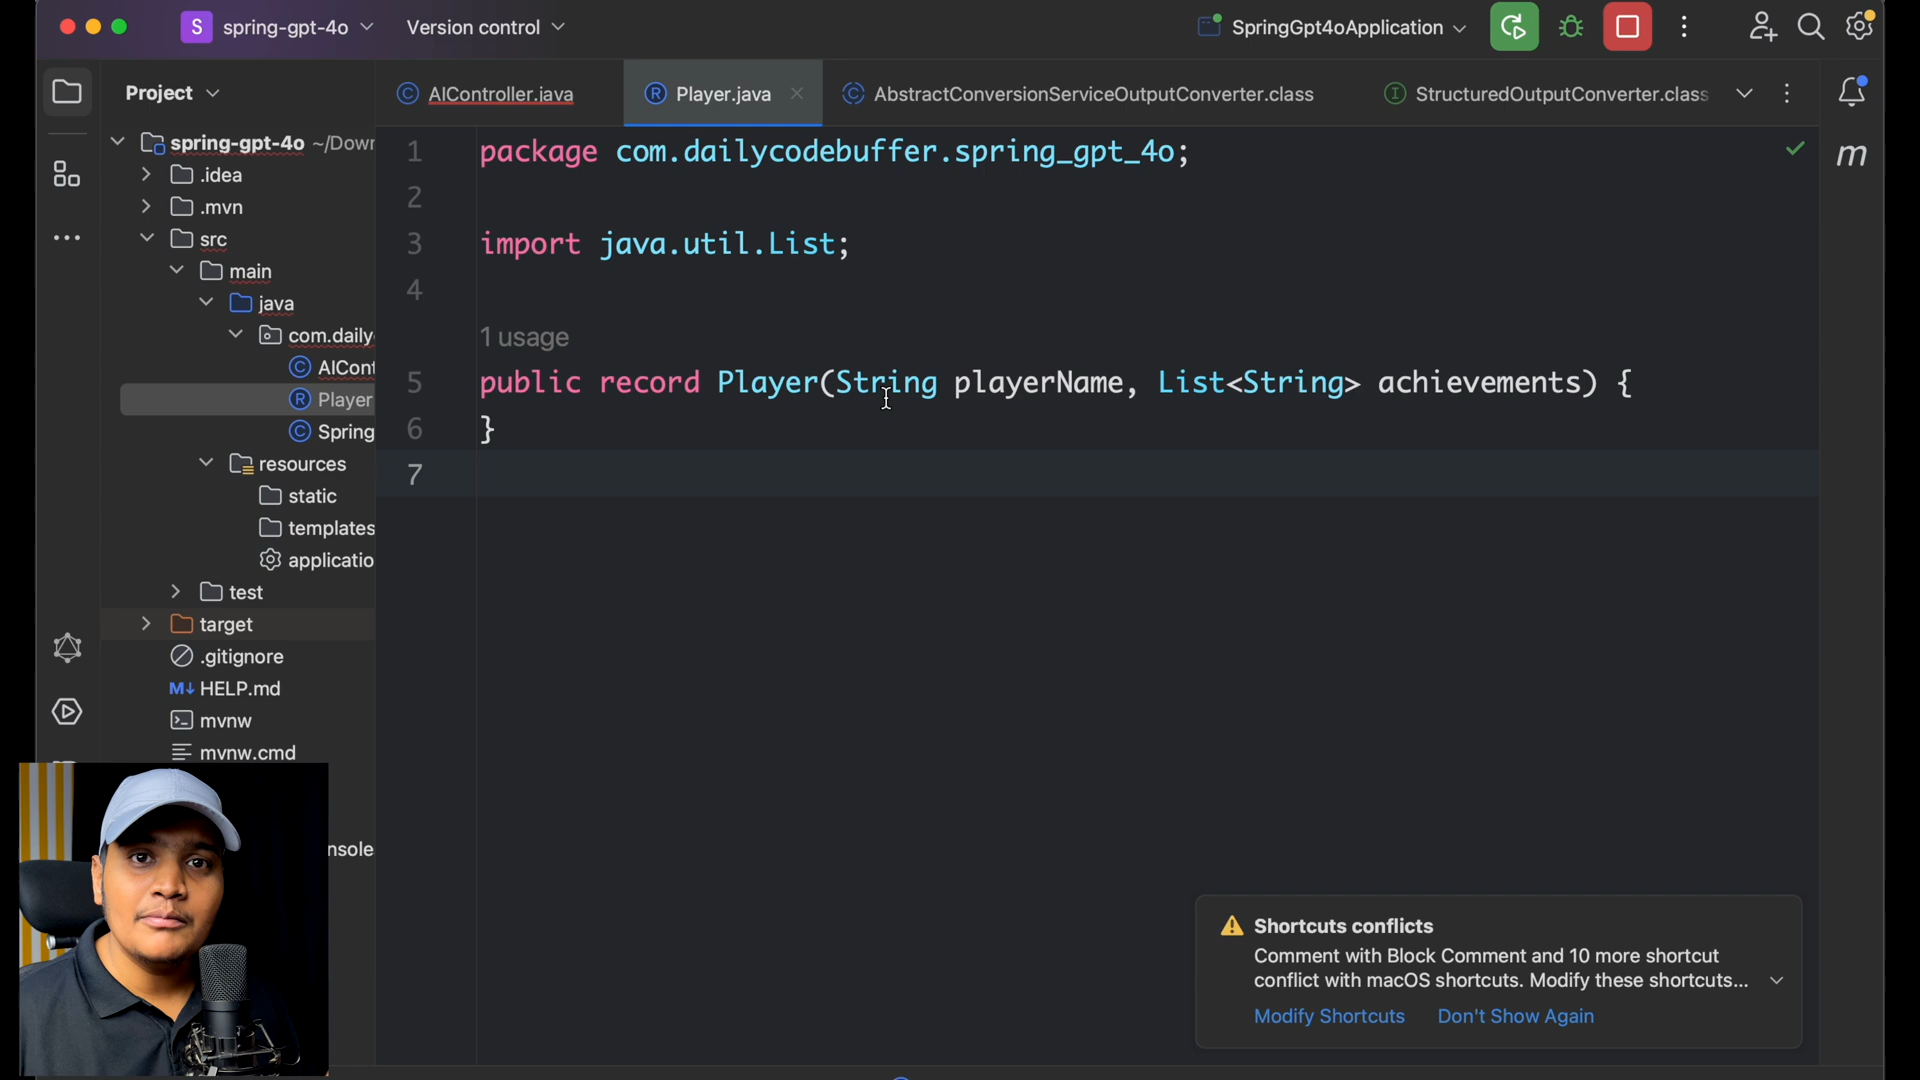 S spring-gpt-4o Version control SpringGpt4oApplication
Project
AIController.java Player.java AbstractConversionServiceOutputConverter.class StructuredOutputConverter.class
spring-gpt-4o ~/Dowr
.idea
.mvn
src
main
java
com.daily
AICont
Player
Spring
resources
static
templates
applicatio
test
target
.gitignore
M↓ HELP.md
mvnw
mvnw.cmd
nsole
1 package com.dailycodebuffer.spring_gpt_4o;
2
3 import java.util.List;
4
1 usage
5 public record Player(String playerName, List<String> achievements) {
6 }
7
m
Shortcuts conflicts
Comment with Block Comment and 10 more shortcut
conflict with macOS shortcuts. Modify these shortcuts...
Modify Shortcuts Don't Show Again